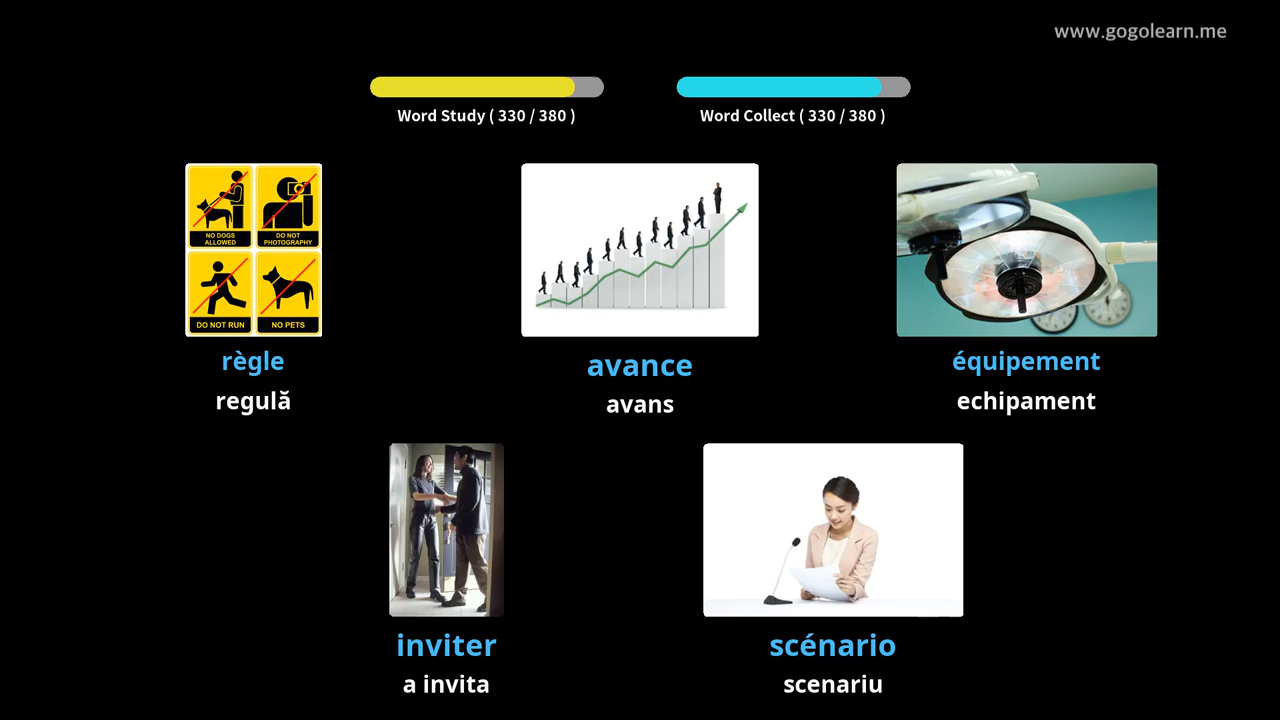 www.gogolearn.me
Word Study ( 330 / 380 )
Word Collect ( 330 / 380 )
NO DOGS
ALLOWED
DO NOT
PHOTOGRAPHY
DO NOT RUN
NO PETS
règle
avance
équipement
regulă
avans
echipament
inviter
scénario
a invita
scenariu